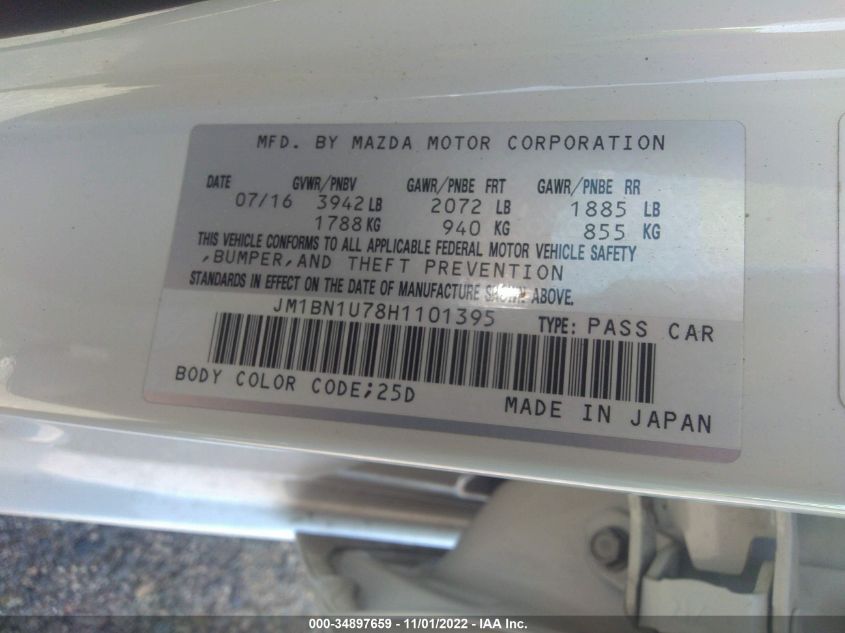 MFD. BY MAZDA MOTOR CORPORATION
DATE GVWR/PNBV GAWR/PNBE FRT GAWR/PNBE RR
07/16 3942 LB 2072 LB 1885 LB
1788 KG 940 KG 855 KG
THIS VEHICLE CONFORMS TO ALL APPLICABLE FEDERAL MOTOR VEHICLE SAFETY
,BUMPER,AND THEFT PREVENTION
STANDARDS IN EFFECT ON THE DATE OF MANUFACTURE SHOWN ABOVE.
JM1BN1U78H1101395 TYPE: PASS CAR
BODY COLOR CODE;25D MADE IN JAPAN
000-34897659 - 11/01/2022 - IAA Inc.